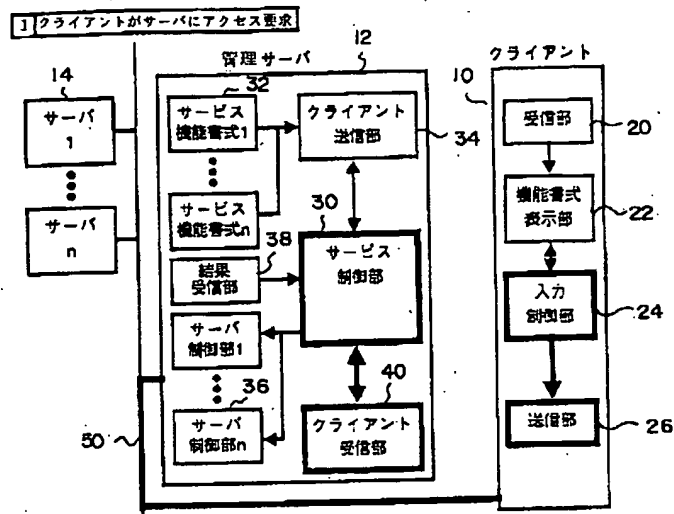 1 クライアントがサーバにアクセス要求
12
管理サーバ
クライアント
14
32
10
サーバ
1
サービス
機能書式1
クライアント
送信部
34
受信部
20
サーバ
n
サービス
機能書式n
30
機能書式
表示部
22
38
結果
受信部
サービス
制御部
入力
制御部
24
サーバ
制御部1
36
40
サーバ
制御部n
クライアント
受信部
送信部
26
50